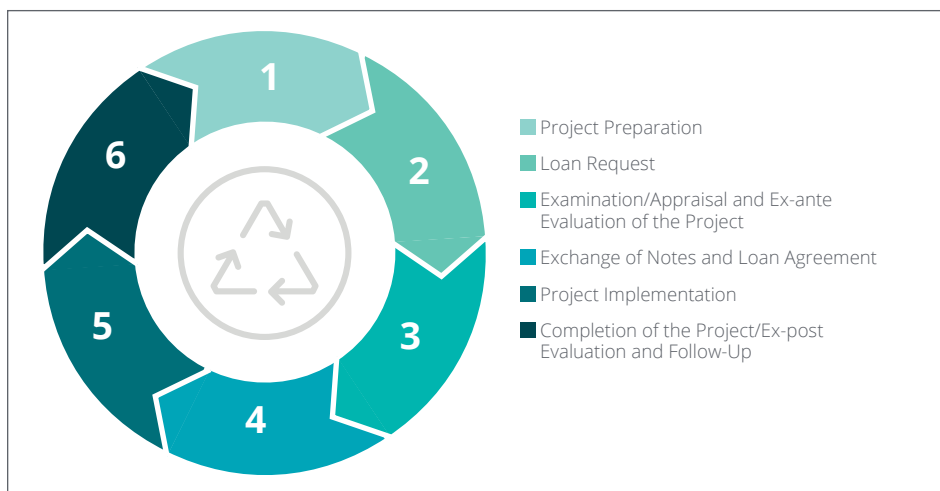 1
2
3
4
5
6
Project Preparation
Loan Request
Examination/Appraisal and Ex-ante
Evaluation of the Project
Exchange of Notes and Loan Agreement
Project Implementation
Completion of the Project/Ex-post
Evaluation and Follow-Up